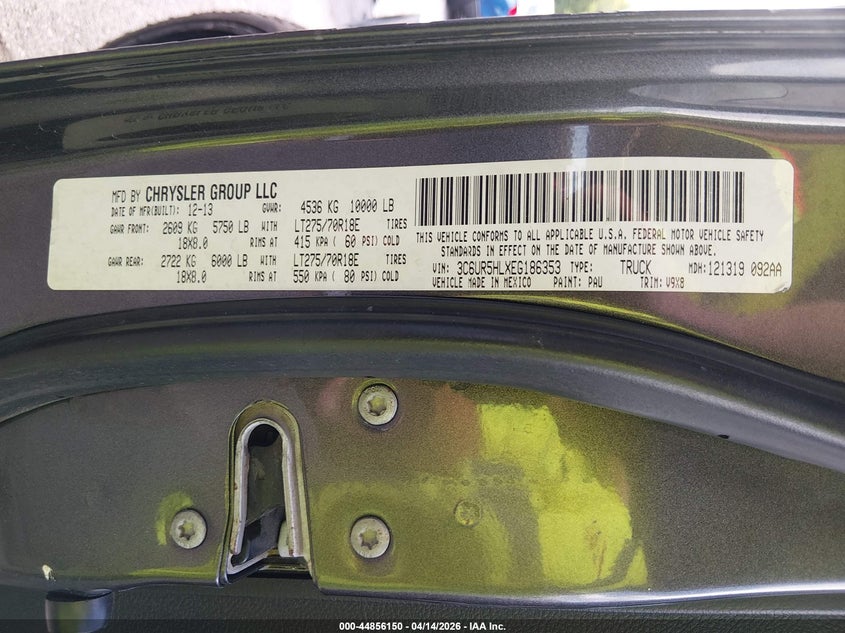 MFD BY CHRYSLER GROUP LLC
DATE OF MFR(BUILT): 12-13 GVWR: 4536 KG 10000 LB
GAWR FRONT: 2609 KG 5750 LB WITH LT275/70R18E TIRES
18X8.0 RIMS AT 415 KPA ( 60 PSI) COLD
GAWR REAR: 2722 KG 6000 LB WITH LT275/70R18E TIRES
18X8.0 RIMS AT 550 KPA ( 80 PSI) COLD
THIS VEHICLE CONFORMS TO ALL APPLICABLE U.S.A. FEDERAL MOTOR VEHICLE SAFETY
STANDARDS IN EFFECT ON THE DATE OF MANUFACTURE SHOWN ABOVE.
VIN: 3C6UR5HLXEG186353 TYPE: TRUCK MDH: 121319 092AA
VEHICLE MADE IN MEXICO PAINT: PAU TRIM: V9X8
000-44856150 - 04/14/2026 - IAA Inc.